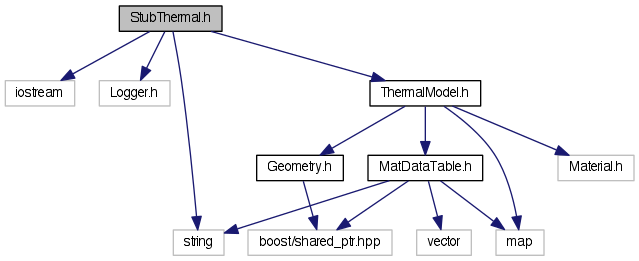 StubThermal.h
iostream
Logger.h
ThermalModel.h
Geometry.h
MatDataTable.h
Material.h
string
boost/shared_ptr.hpp
vector
map